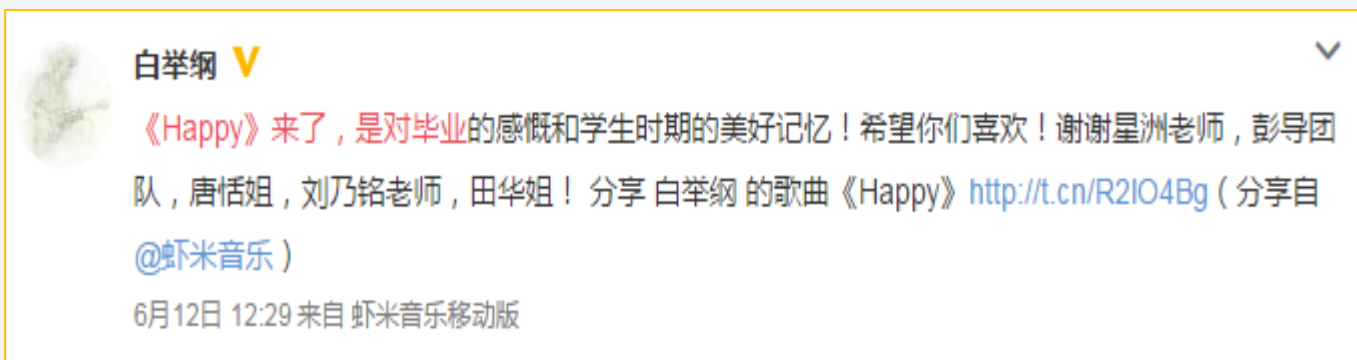 白举纲
《Happy》来了，是对毕业的感慨和学生时期的美好记忆！希望你们喜欢！谢谢星洲老师，彭导团
队，唐恬姐，刘乃铭老师，田华姐！ 分享 白举纲 的歌曲《Happy》http://t.cn/R2IO4Bg（分享自
@虾米音乐）
6月12日 12:29 来自 虾米音乐移动版